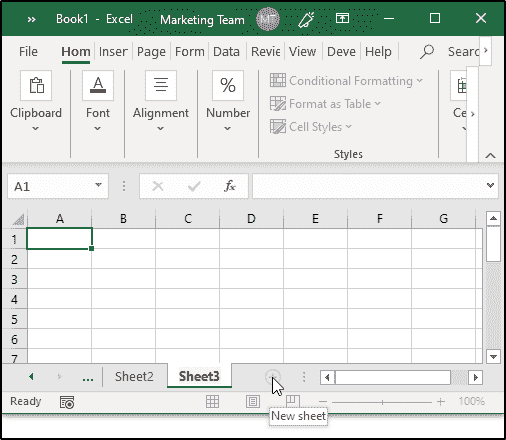 » Book1 - Excel Marketing Team MT
File Hom Inser Page Form Data Revie View Deve Help Searc
Clipboard Font Alignment Number Conditional Formatting
Format as Table
Cell Styles
Styles
Ce
A1 fx
A B C D E F G
1
2
3
4
5
6
7
... Sheet2 Sheet3
Ready 100%
New sheet